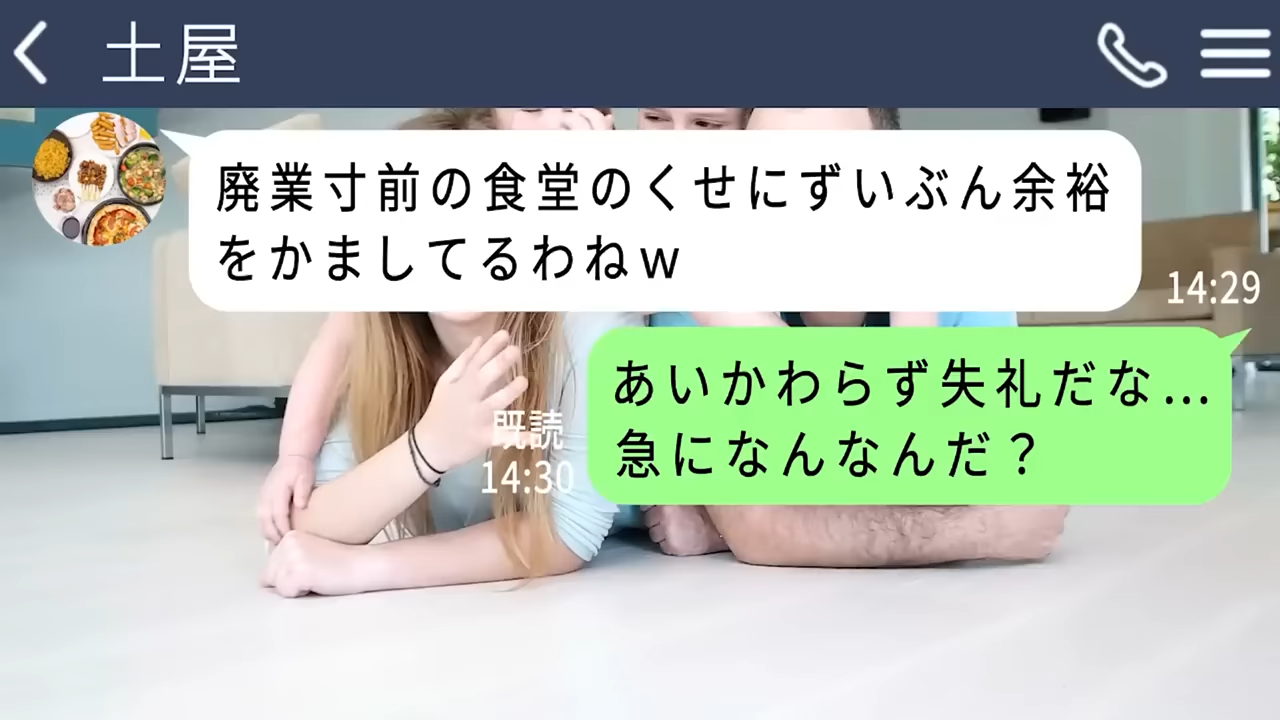 土屋
廃業寸前の食堂のくせにずいぶん余裕
をかましてるわねｗ
14:29
あいかわらず失礼だな…
急になんなんだ？
既読
14:30